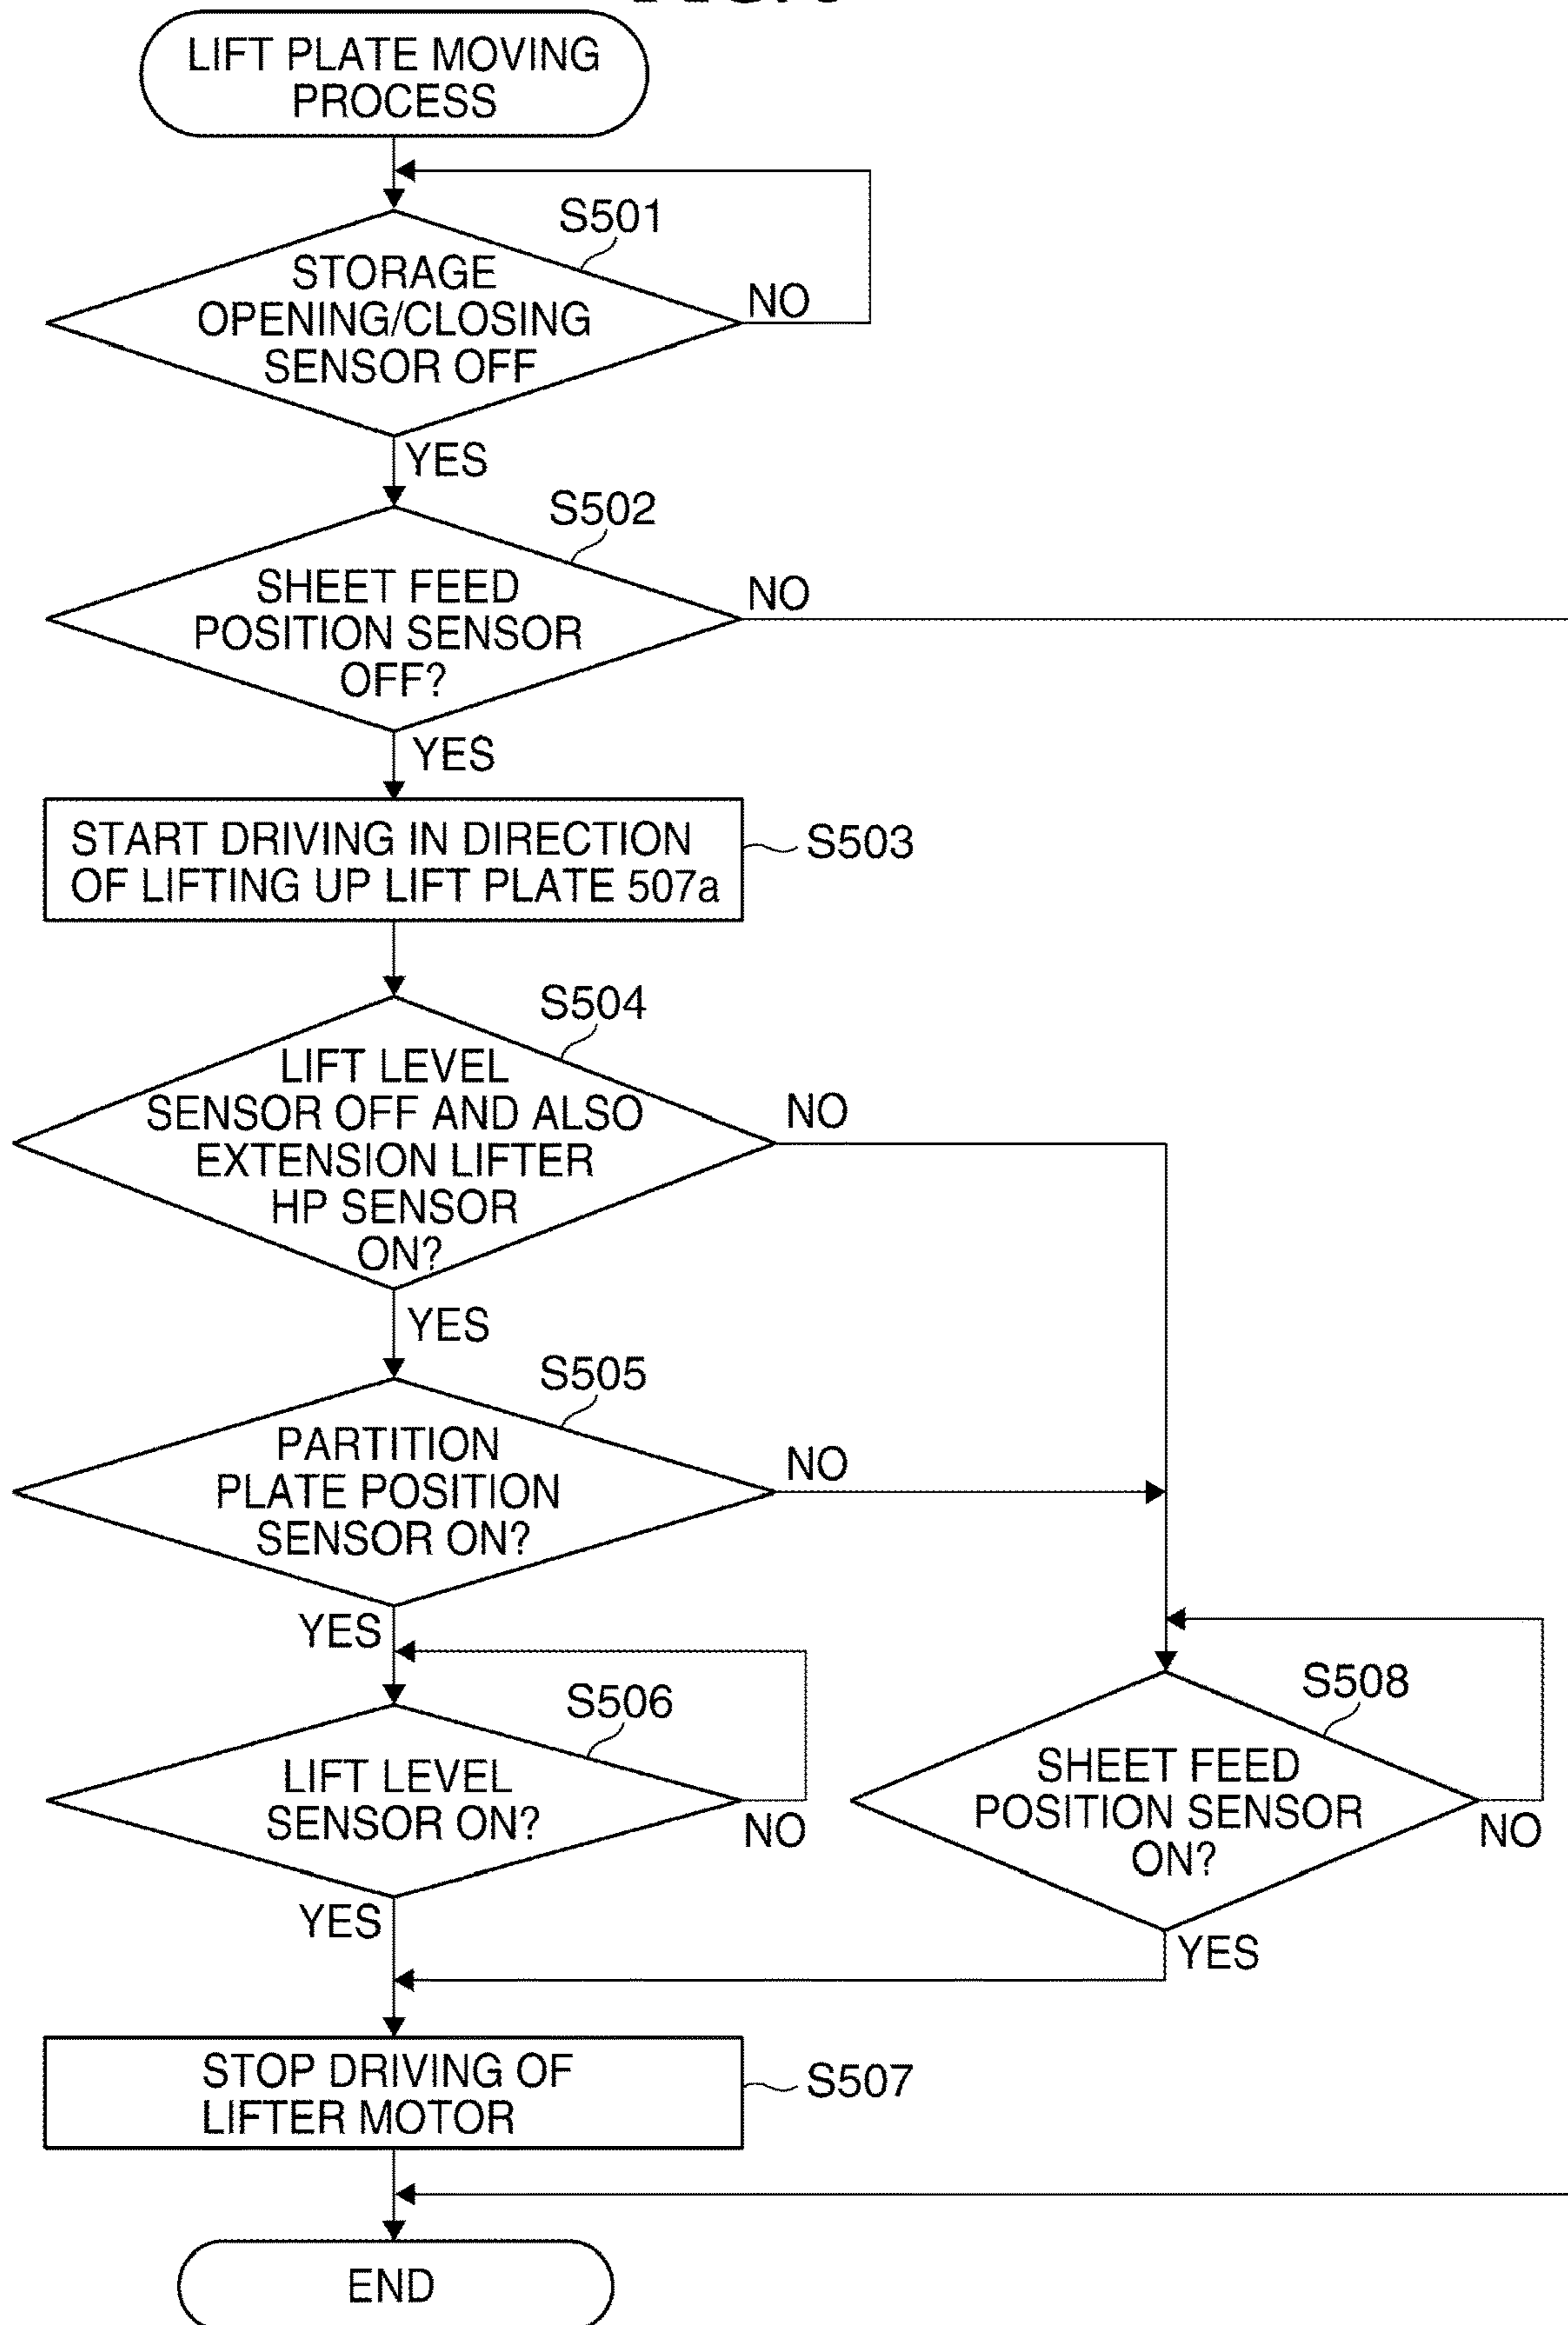 LIFT PLATE MOVING
PROCESS
S501
STORAGE
OPENING/CLOSING
SENSOR OFF
NO
YES
S502
SHEET FEED
POSITION SENSOR
OFF?
NO
YES
START DRIVING IN DIRECTION
OF LIFTING UP LIFT PLATE 507a
S503
S504
LIFT LEVEL
SENSOR OFF AND ALSO
EXTENSION LIFTER
HP SENSOR
ON?
NO
YES
S505
PARTITION
PLATE POSITION
SENSOR ON?
NO
YES
S506
LIFT LEVEL
SENSOR ON?
NO
YES
S508
SHEET FEED
POSITION SENSOR
ON?
NO
YES
STOP DRIVING OF
LIFTER MOTOR
S507
END